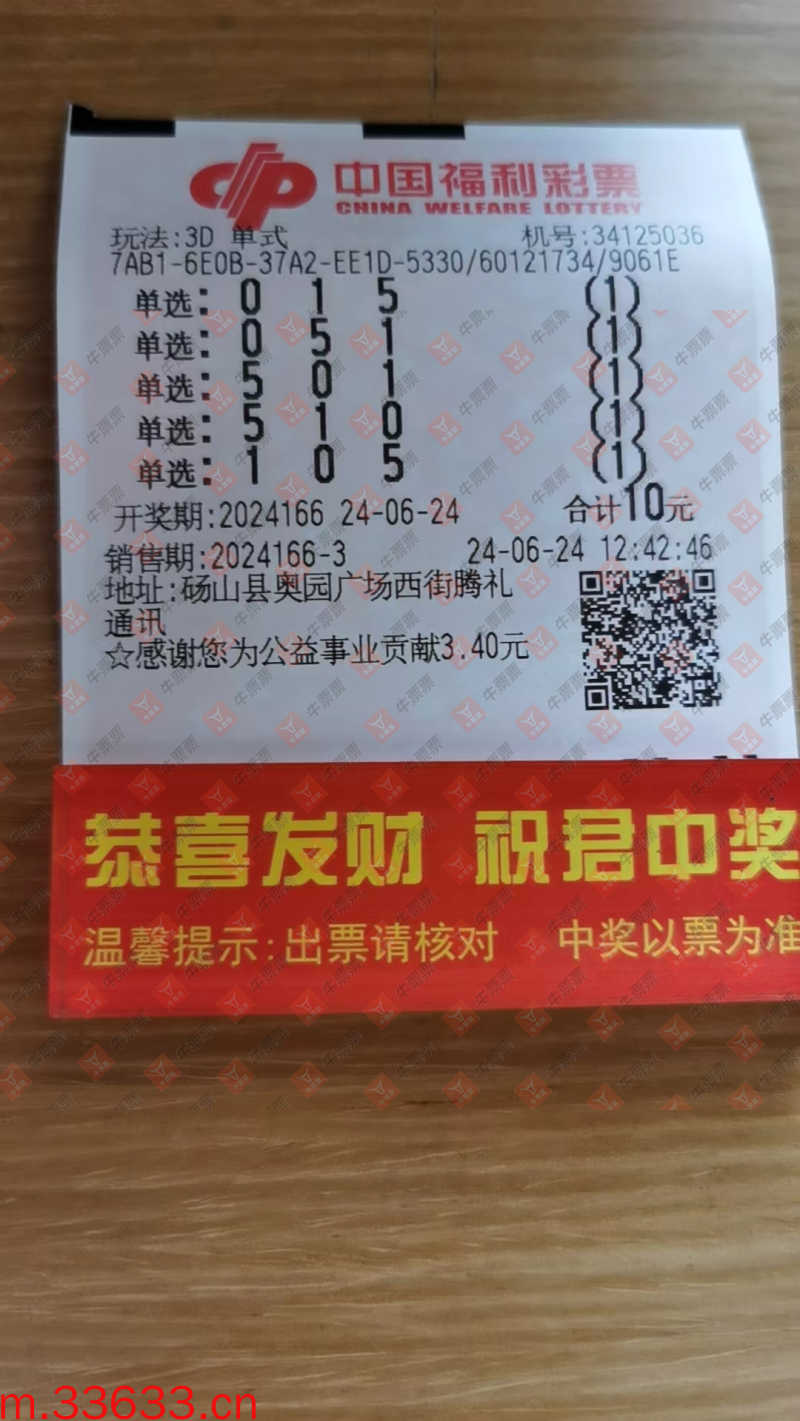 中国福利彩票
CHINA WELFARE LOTTERY
玩法:3D 单式 机号:34125036
7AB1-6E0B-37A2-EE1D-5330/60121734/9061E
单选: 0 1 5 (1)
单选: 0 5 1 (1)
单选: 5 0 1 (1)
单选: 5 1 0 (1)
单选: 1 0 5 (1)
开奖期:2024166 24-06-24 合计10元
销售期:2024166-3 24-06-24 12:42:46
地址:砀山县奥园广场西街腾礼
通讯
☆感谢您为公益事业贡献3.40元
恭喜发财 祝君中奖
温馨提示:出票请核对 中奖以票为准
牛票票
m.33633.cn